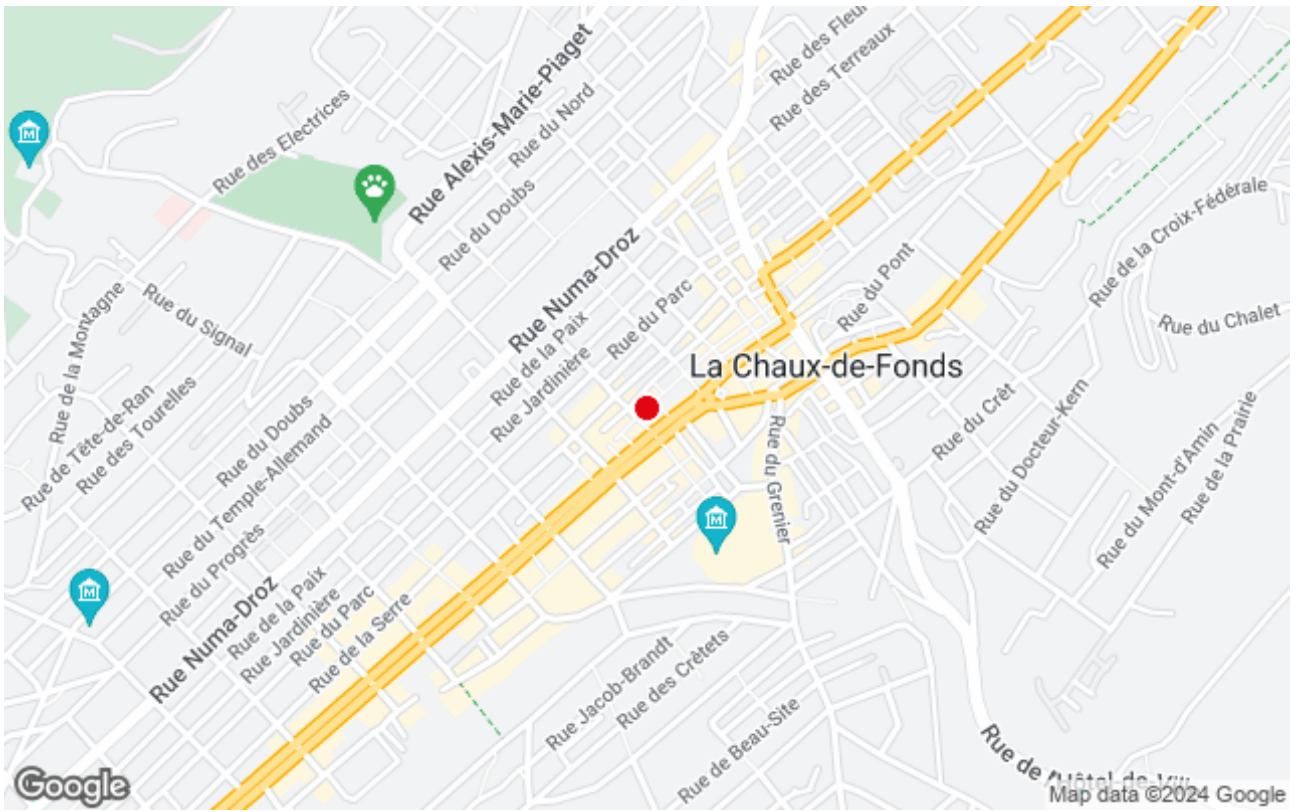 Rue des Fleur
Rue des Terreaux
Rue Alexis-Marie-Piaget
Rue du Nord
Rue des Electrices
Rue du Doubs
Rue de la Croix-Fédérale
Rue du Pont
Rue Numa-Droz
Rue du Parc
Rue du Signal
Rue de la Montagne
Rue de la Paix
Rue du Chalet
La Chaux-de-Fonds
Rue Jardinière
Rue de Tête-de-Ran
Rue des Tourelles
Rue du Doubs
Rue du Crêt
Rue du Docteur-Kern
Rue du Temple-Allemand
Rue du Grenier
Rue du Mont-d'Amin
Rue de la Prairie
Rue du Progrès
Rue Numa-Droz
Rue de la Paix
Rue Jardinière
Rue du Parc
Rue de la Serre
Rue Jacob-Brandt
Rue des Crêtets
Rue de Beau-Site
Rue de l'Hôtel-de-Vill
Google
Map data ©2024 Google